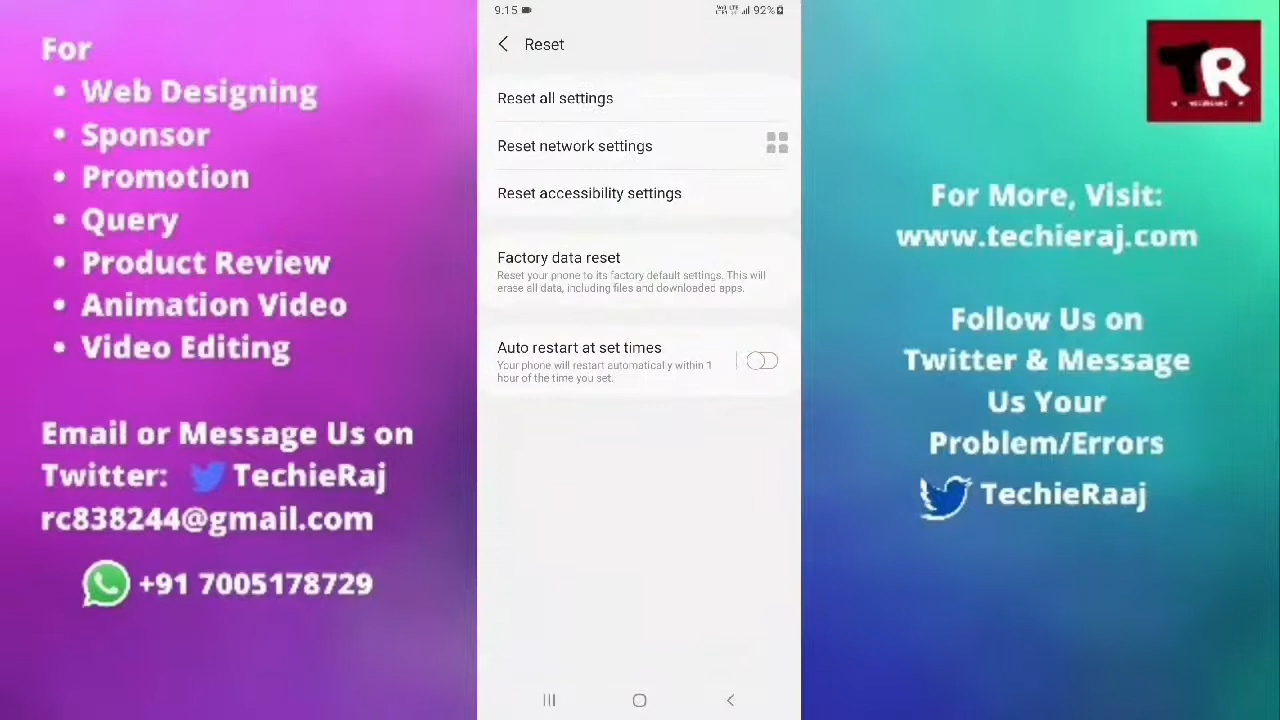 For
• Web Designing
• Sponsor
• Promotion
• Query
• Product Review
• Animation Video
• Video Editing
Email or Message Us on
Twitter: TechieRaj
rc838244@gmail.com
+91 7005178729
9:15
92%
Reset
Reset all settings
Reset network settings
Reset accessibility settings
Factory data reset
Reset your phone to its factory default settings. This will
erase all data, including files and downloaded apps.
Auto restart at set times
Your phone will restart automatically within 1
hour of the time you set.
TR
For More, Visit:
www.techieraj.com
Follow Us on
Twitter & Message
Us Your
Problem/Errors
TechieRaaj